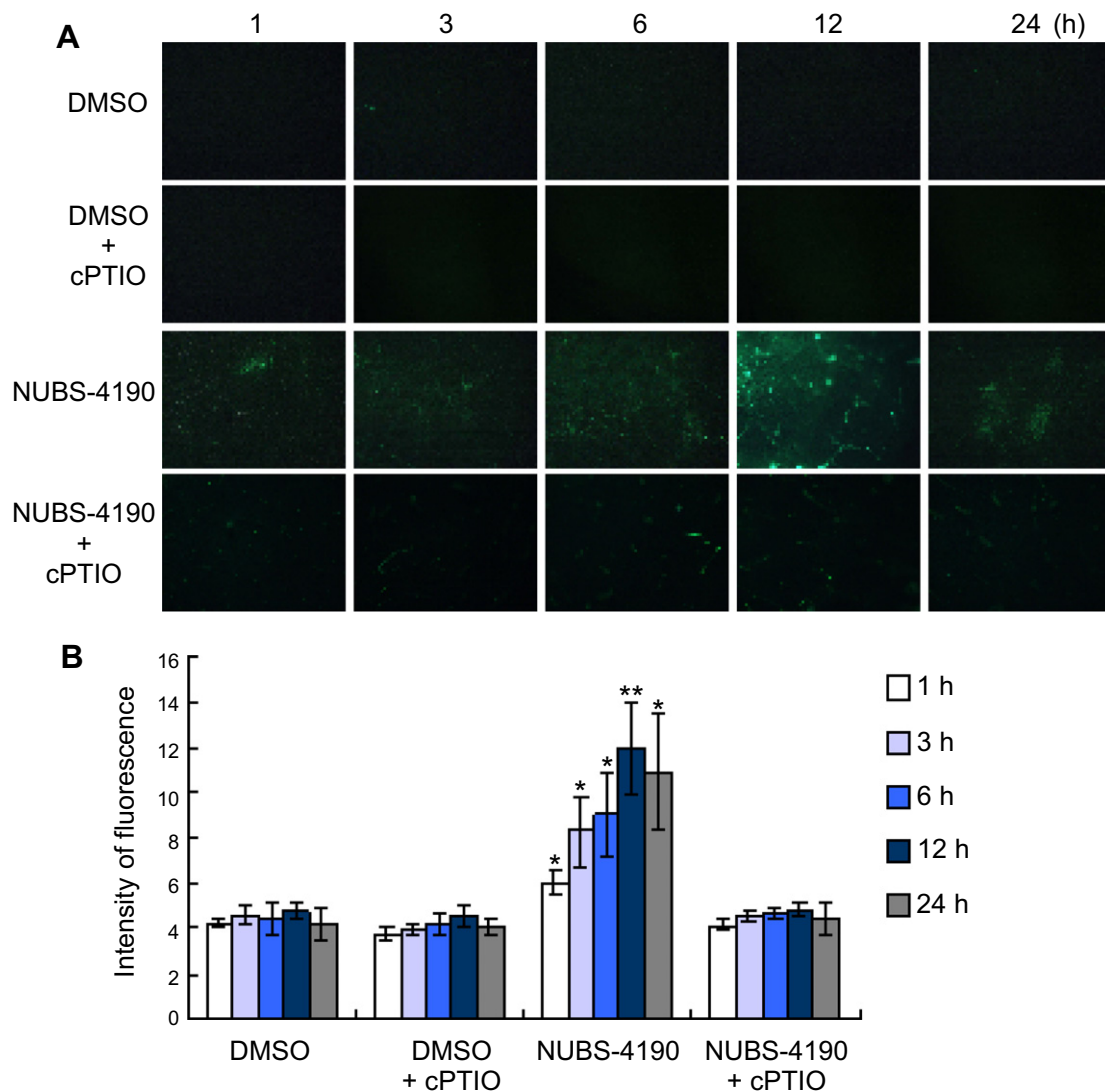 A
1 3 6 12 24 (h)
DMSO
DMSO
+
cPTIO
NUBS-4190
NUBS-4190
+
cPTIO
B
Intensity of fluorescence
16
14
12
10
8
6
4
2
0
* * * ** *
DMSO
DMSO
+ cPTIO
NUBS-4190
NUBS-4190
+ cPTIO
1 h
3 h
6 h
12 h
24 h